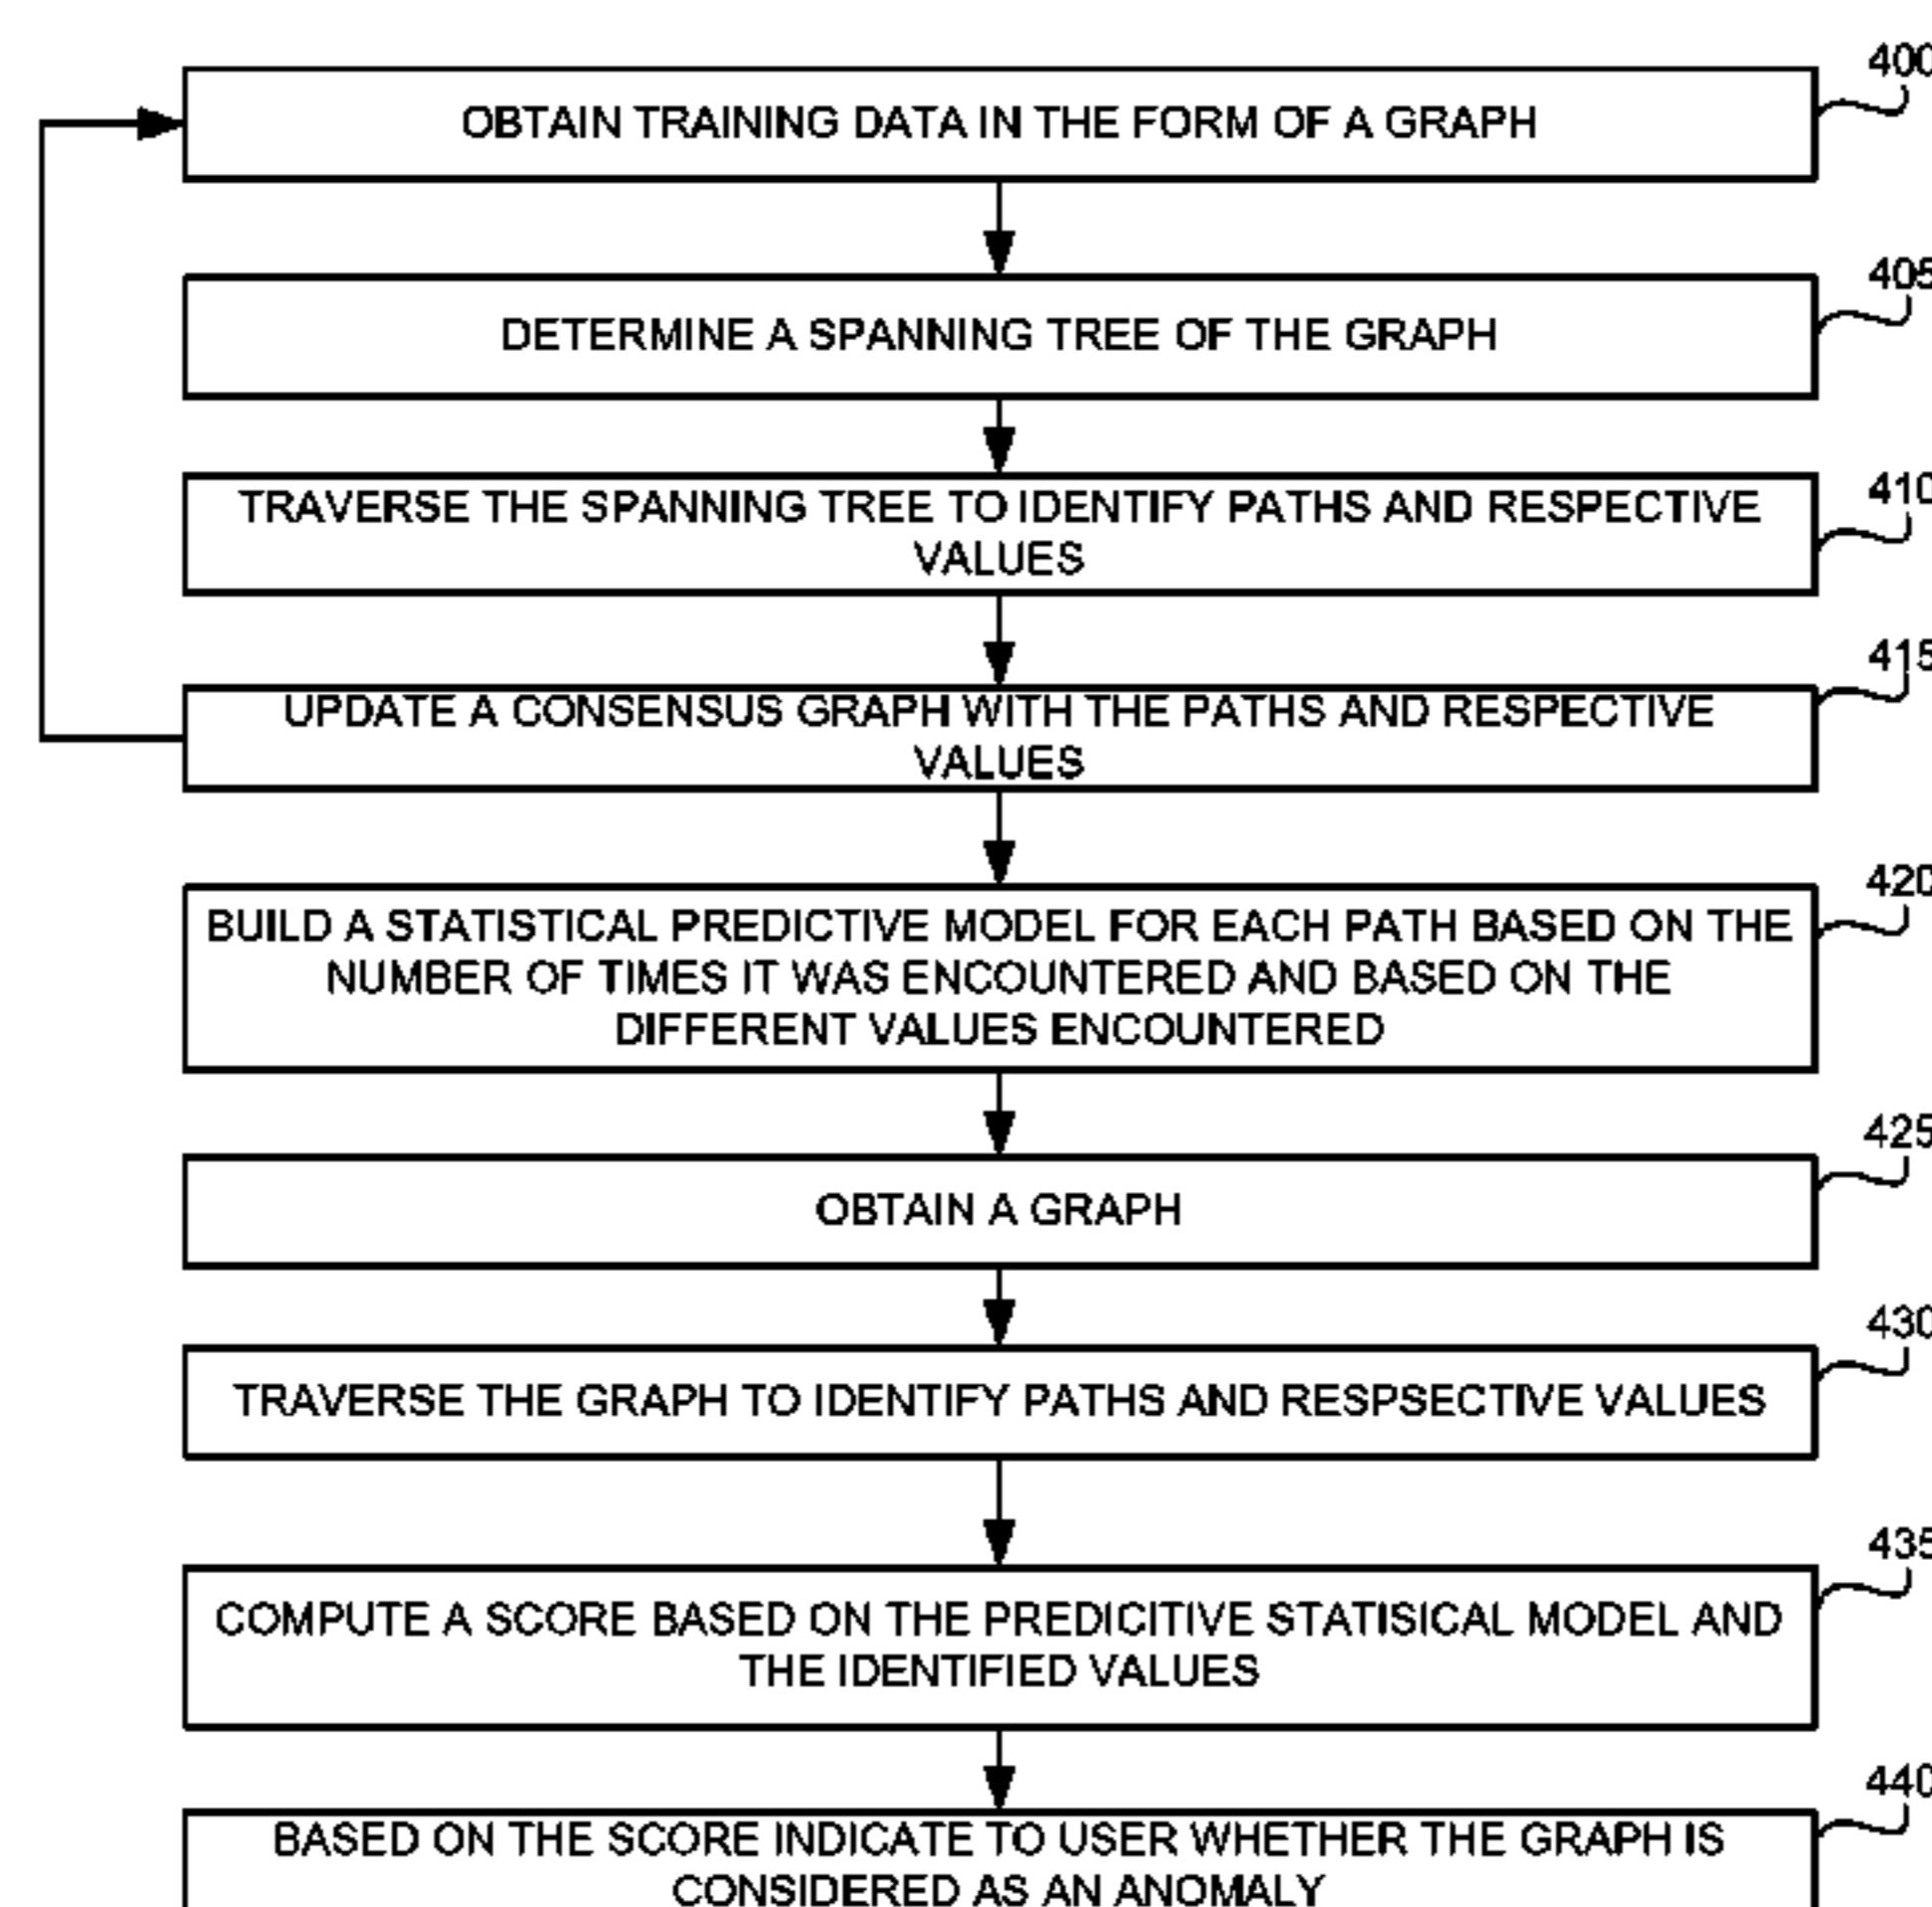 400
OBTAIN TRAINING DATA IN THE FORM OF A GRAPH
405
DETERMINE A SPANNING TREE OF THE GRAPH
410
TRAVERSE THE SPANNING TREE TO IDENTIFY PATHS AND RESPECTIVE
VALUES
415
UPDATE A CONSENSUS GRAPH WITH THE PATHS AND RESPECTIVE
VALUES
420
BUILD A STATISTICAL PREDICTIVE MODEL FOR EACH PATH BASED ON THE
NUMBER OF TIMES IT WAS ENCOUNTERED AND BASED ON THE
DIFFERENT VALUES ENCOUNTERED
425
OBTAIN A GRAPH
430
TRAVERSE THE GRAPH TO IDENTIFY PATHS AND RESPSECTIVE VALUES
435
COMPUTE A SCORE BASED ON THE PREDICITIVE STATISICAL MODEL AND
THE IDENTIFIED VALUES
440
BASED ON THE SCORE INDICATE TO USER WHETHER THE GRAPH IS
CONSIDERED AS AN ANOMALY